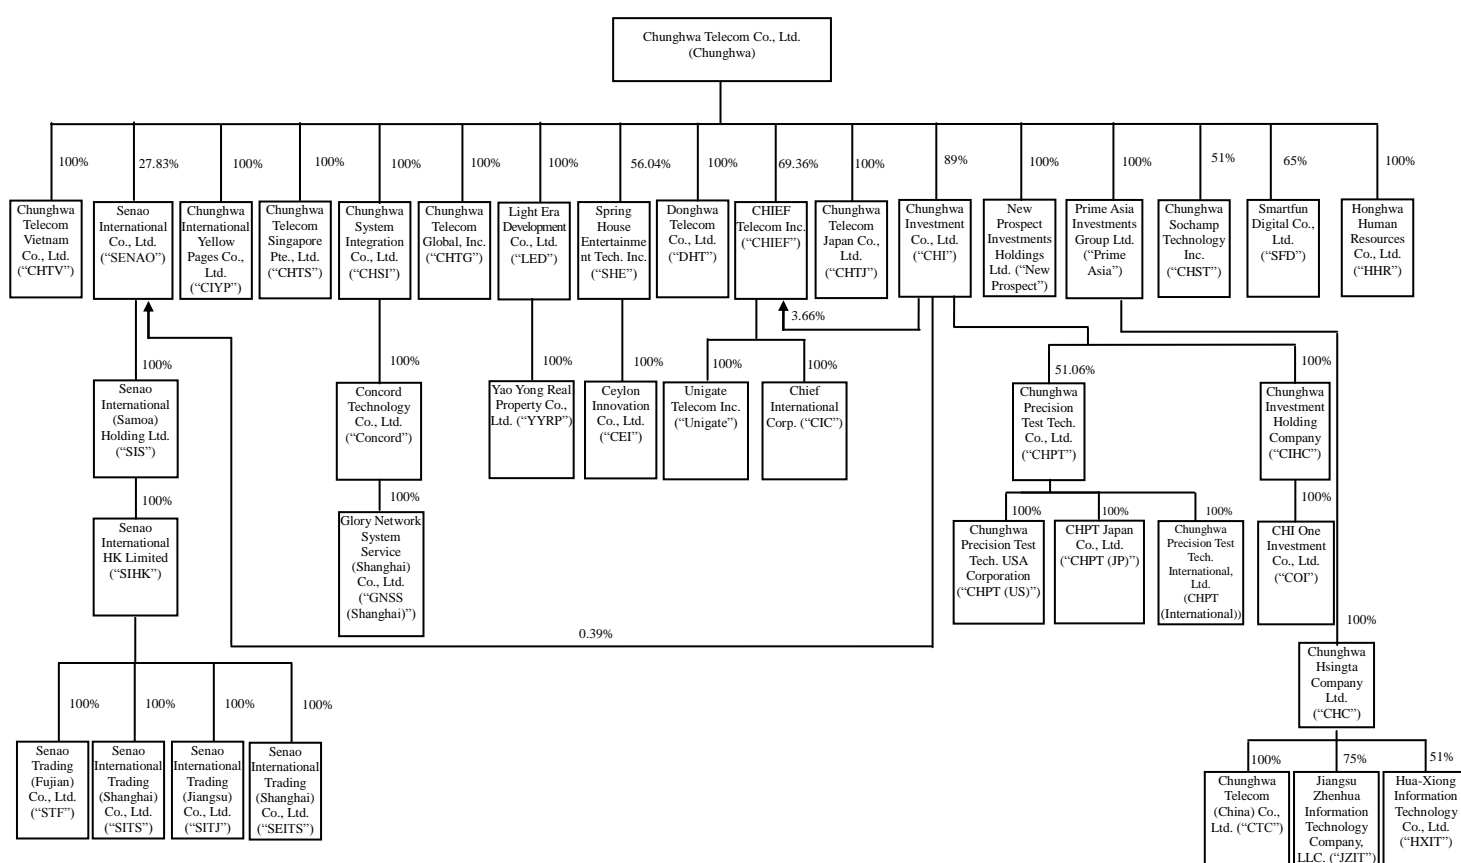 Chunghwa Telecom Co., Ltd.
(Chunghwa)
100%
27.83%
100%
100%
100%
100%
100%
56.04%
100%
69.36%
100%
89%
100%
100%
51%
65%
100%
Chunghwa
Telecom
Vietnam
Co., Ltd.
(“CHTV”)
Senao
International
Co., Ltd.
(“SENAO”)
Chunghwa
International
Yellow
Pages Co.,
Ltd.
(“CIYP”)
Chunghwa
Telecom
Singapore
Pte., Ltd.
(“CHTS”)
Chunghwa
System
Integration
Co., Ltd.
(“CHSI”)
Chunghwa
Telecom
Global, Inc.
(“CHTG”)
Light Era
Development
Co., Ltd.
(“LED”)
Spring
House
Entertainme
nt Tech. Inc.
(“SHE”)
Donghwa
Telecom
Co., Ltd.
(“DHT”)
CHIEF
Telecom Inc.
(“CHIEF”)
Chunghwa
Telecom
Japan Co.,
Ltd.
(“CHTJ”)
Chunghwa
Investment
Co., Ltd.
(“CHI”)
New
Prospect
Investments
Holdings
Ltd. (“New
Prospect”)
Prime Asia
Investments
Group Ltd.
(“Prime
Asia”)
Chunghwa
Sochamp
Technology
Inc.
(“CHST”)
Smartfun
Digital Co.,
Ltd.
(“SFD”)
Honghwa
Human
Resources
Co., Ltd.
(“HHR”)
3.66%
100%
100%
100%
100%
100%
100%
51.06%
100%
Senao
International
(Samoa)
Holding Ltd.
(“SIS”)
Concord
Technology
Co., Ltd.
(“Concord”)
Yao Yong Real
Property Co.,
Ltd. (“YYRP”)
Ceylon
Innovation
Co., Ltd.
(“CEI”)
Unigate
Telecom Inc.
(“Unigate”)
Chief
International
Corp. (“CIC”)
Chunghwa
Precision
Test Tech.
Co., Ltd.
(“CHPT”)
Chunghwa
Investment
Holding
Company
(“CIHC”)
100%
100%
100%
100%
100%
100%
Senao
International
HK Limited
(“SIHK”)
Glory Network
System
Service
(Shanghai)
Co., Ltd.
(“GNSS
(Shanghai)”)
Chunghwa
Precision Test
Tech. USA
Corporation
(“CHPT (US)”)
CHPT Japan
Co., Ltd.
(“CHPT (JP)”)
Chunghwa
Precision Test
Tech.
International,
Ltd.
(CHPT
(International))
CHI One
Investment
Co., Ltd.
(“COI”)
0.39%
100%
Chunghwa
Hsingta
Company
Ltd.
(“CHC”)
100%
100%
100%
100%
Senao
Trading
(Fujian)
Co., Ltd.
(“STF”)
Senao
International
Trading
(Shanghai)
Co., Ltd.
(“SITS”)
Senao
International
Trading
(Jiangsu)
Co., Ltd.
(“SITJ”)
Senao
International
Trading
(Shanghai)
Co., Ltd.
(“SEITS”)
100%
75%
51%
Chunghwa
Telecom
(China) Co.,
Ltd. (“CTC”)
Jiangsu
Zhenhua
Information
Technology
Company,
LLC. (“JZIT”)
Hua-Xiong
Information
Technology
Co., Ltd.
(“HXIT”)